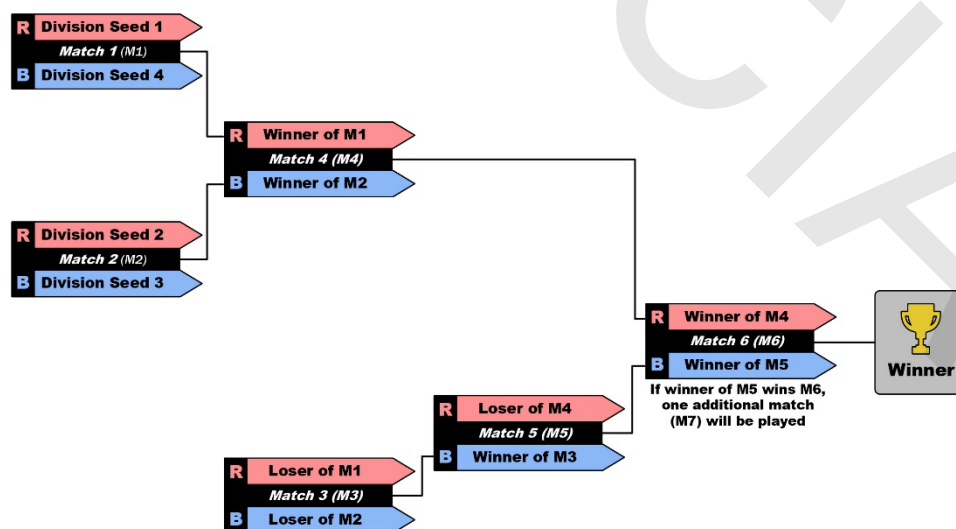 R Division Seed 1
Match 1 (M1)
B Division Seed 4
R Winner of M1
Match 4 (M4)
B Winner of M2
R Division Seed 2
Match 2 (M2)
B Division Seed 3
R Winner of M4
Match 6 (M6)
B Winner of M5
If winner of M5 wins M6,
one additional match
(M7) will be played
Winner
R Loser of M4
Match 5 (M5)
B Winner of M3
R Loser of M1
Match 3 (M3)
B Loser of M2